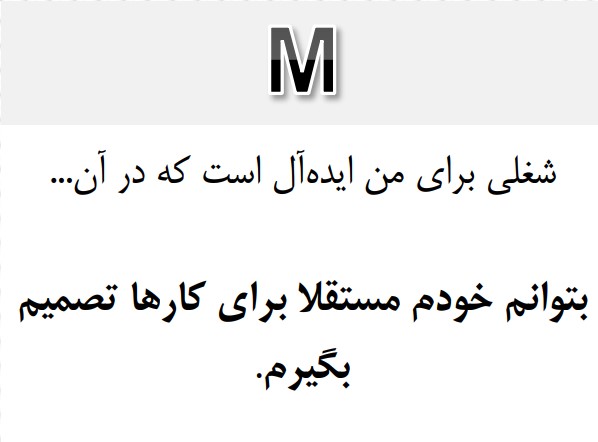 M
شغلی برای من ایده‌آل است که در آن...
بتوانم خودم مستقلا برای کارها تصمیم
بگیرم.